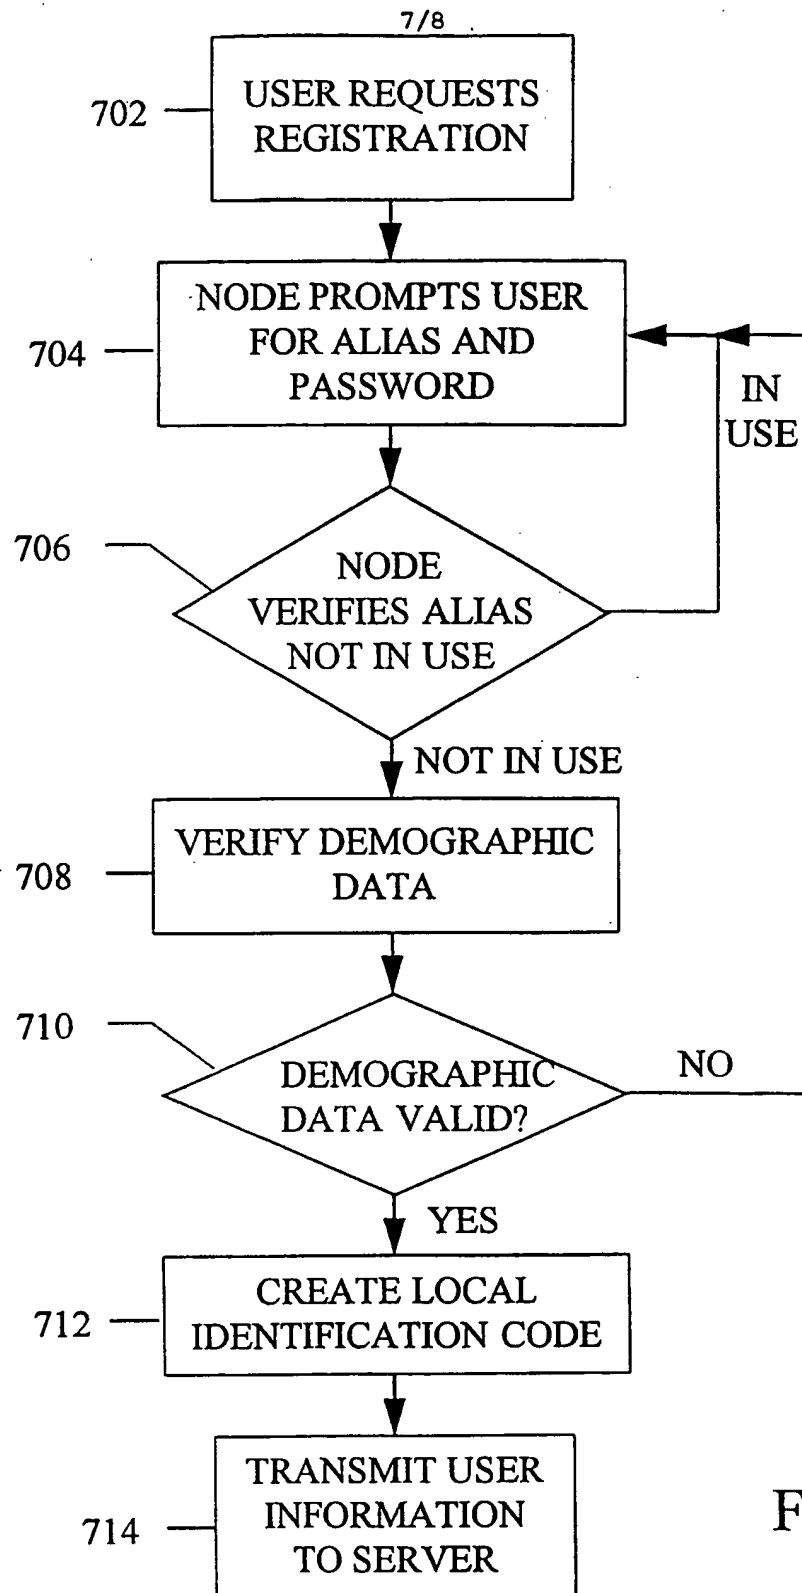 7/8
702
USER REQUESTS
REGISTRATION
704
NODE PROMPTS USER
FOR ALIAS AND
PASSWORD
IN
USE
706
NODE
VERIFIES ALIAS
NOT IN USE
NOT IN USE
708
VERIFY DEMOGRAPHIC
DATA
710
DEMOGRAPHIC
DATA VALID?
NO
YES
712
CREATE LOCAL
IDENTIFICATION CODE
714
TRANSMIT USER
INFORMATION
TO SERVER
F